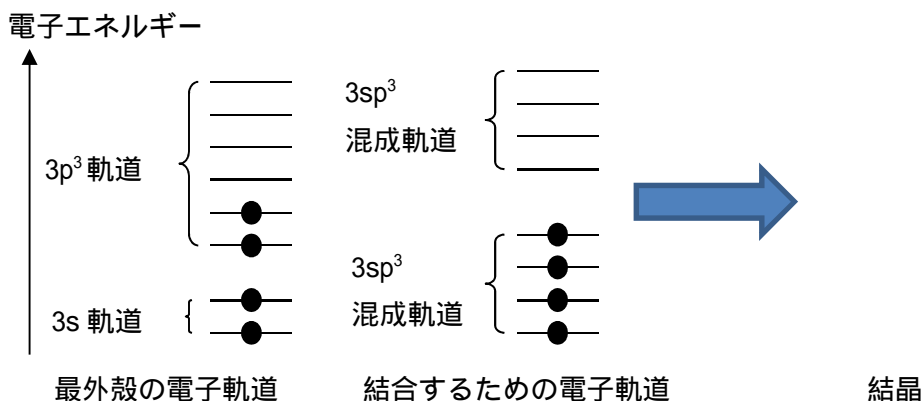 電子エネルギー
3p³ 軌道
3s 軌道
最外殻の電子軌道
3sp³
混成軌道
3sp³
混成軌道
結合するための電子軌道
結晶